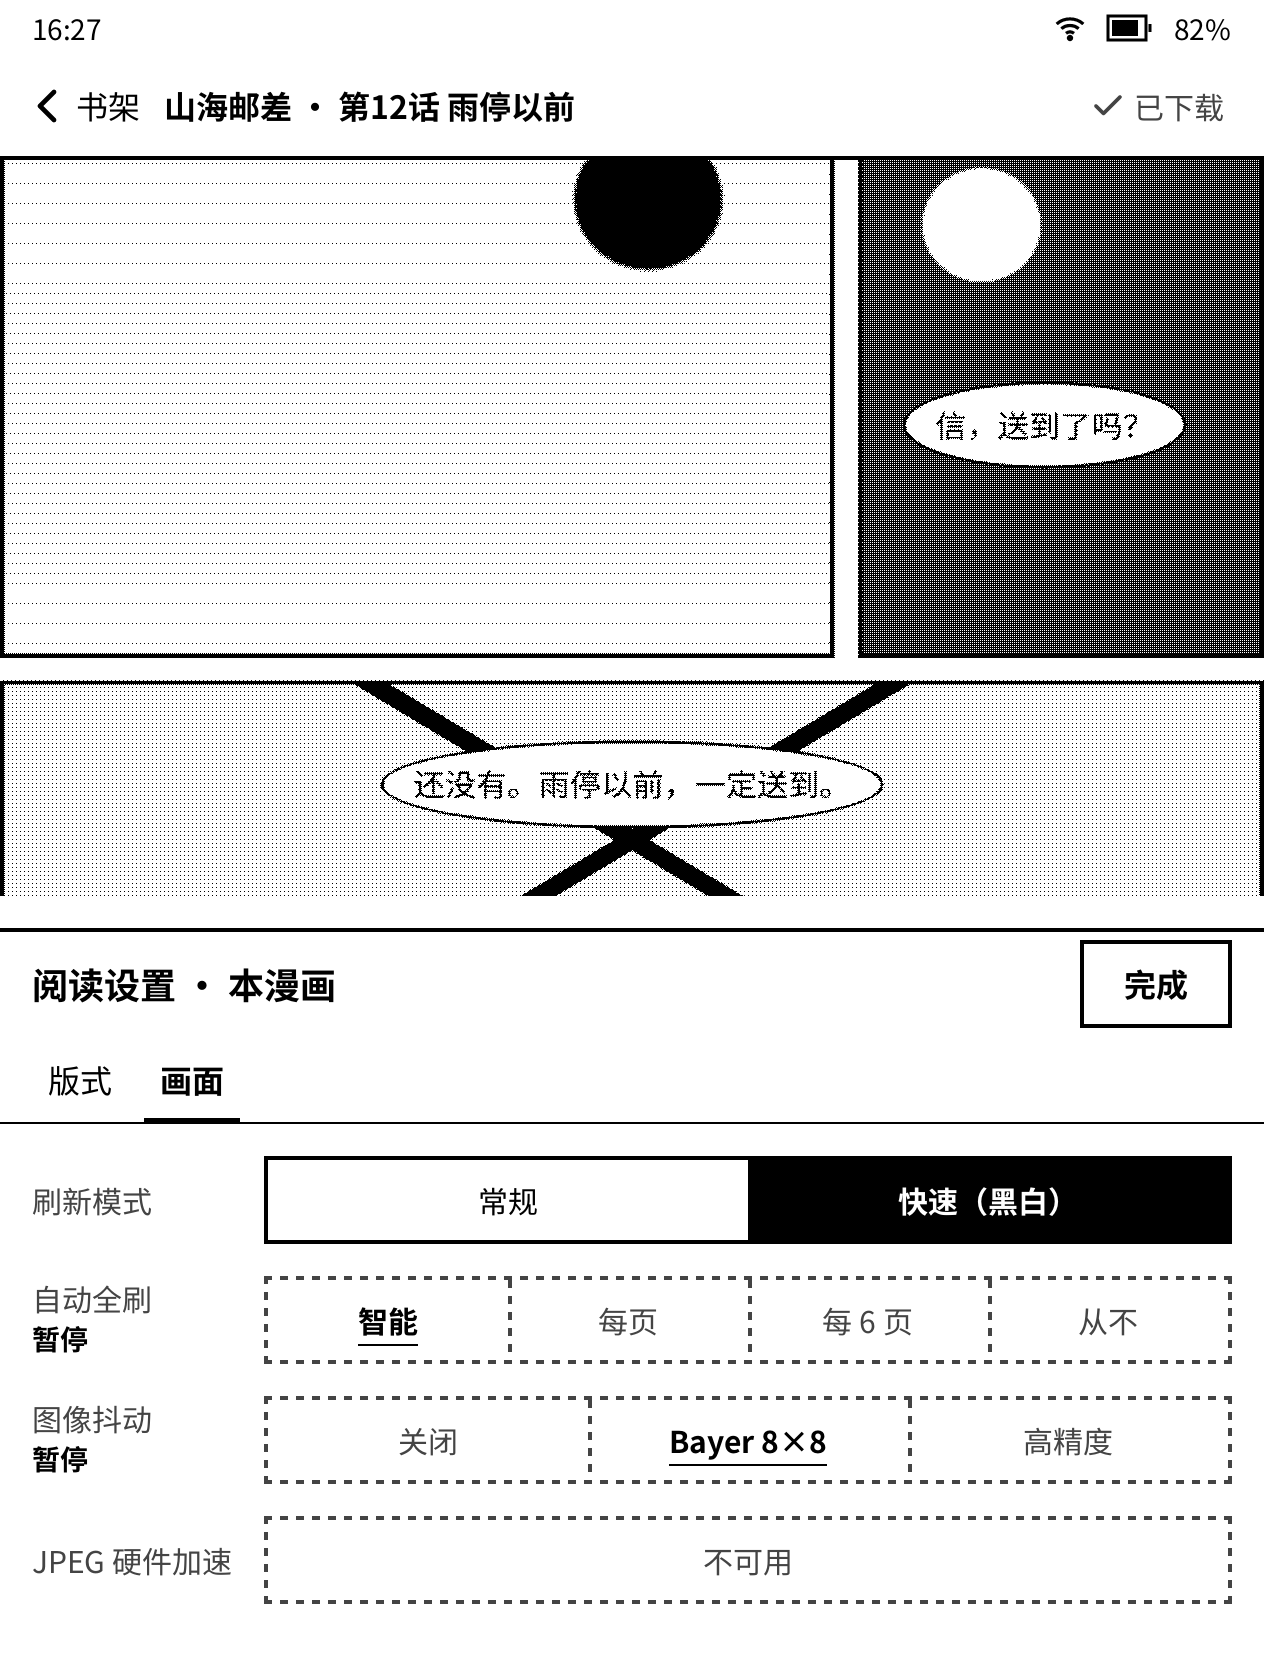 16:27
82%
书架 山海邮差 · 第12话 雨停以前
已下载
信，送到了吗？
还没有。雨停以前，一定送到。
阅读设置 · 本漫画
完成
版式 画面
刷新模式 常规 快速（黑白）
自动全刷
暂停
智能 每页 每 6 页 从不
图像抖动
暂停
关闭 Bayer 8×8 高精度
JPEG 硬件加速 不可用